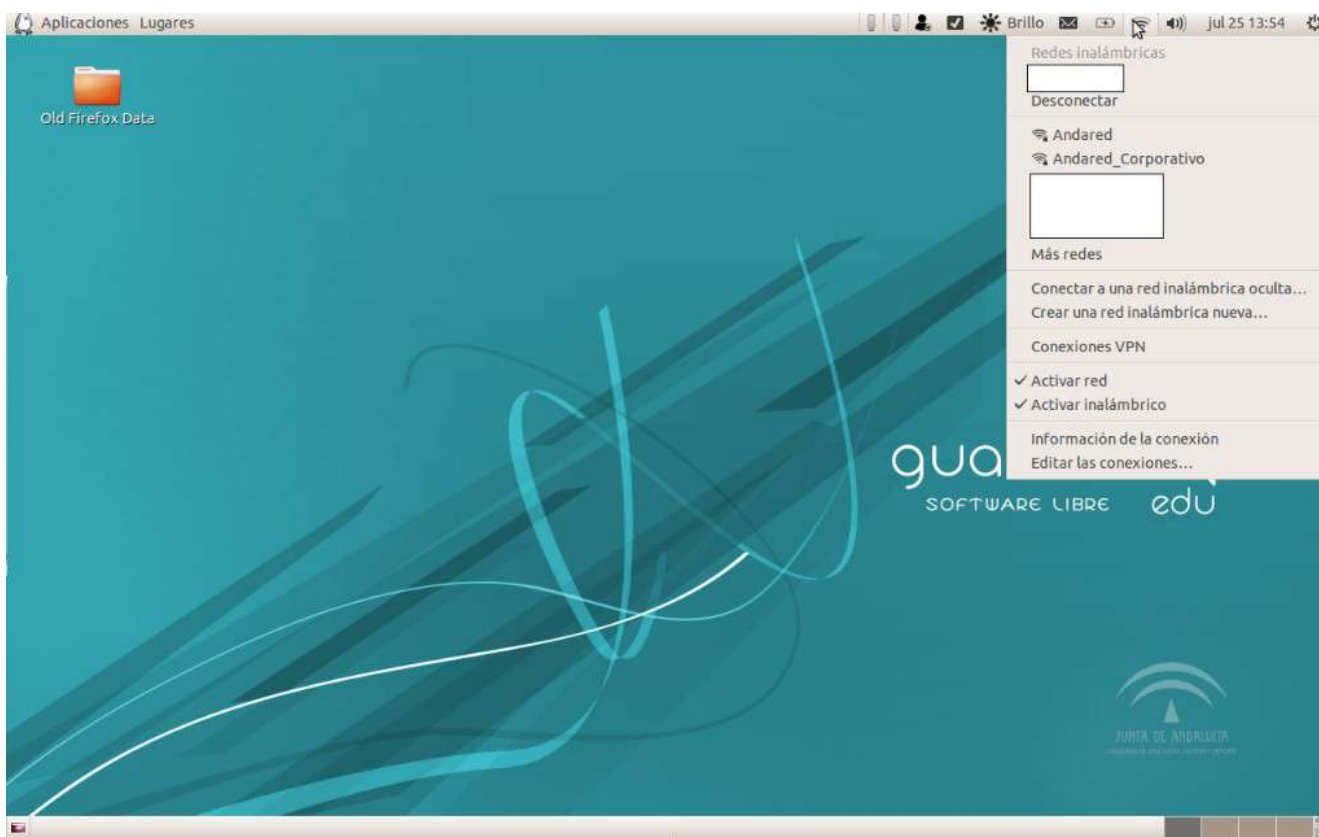 Aplicaciones Lugares
Brillo
jul 25 13:54
Old Firefox Data
Redes inalámbricas
Desconectar
Andared
Andared_Corporativo
Más redes
Conectar a una red inalámbrica oculta...
Crear una red inalámbrica nueva...
Conexiones VPN
Activar red
Activar inalámbrico
Información de la conexión
Editar las conexiones...
SOFTWARE LIBRE edu
JUNTA DE ANDALUCIA